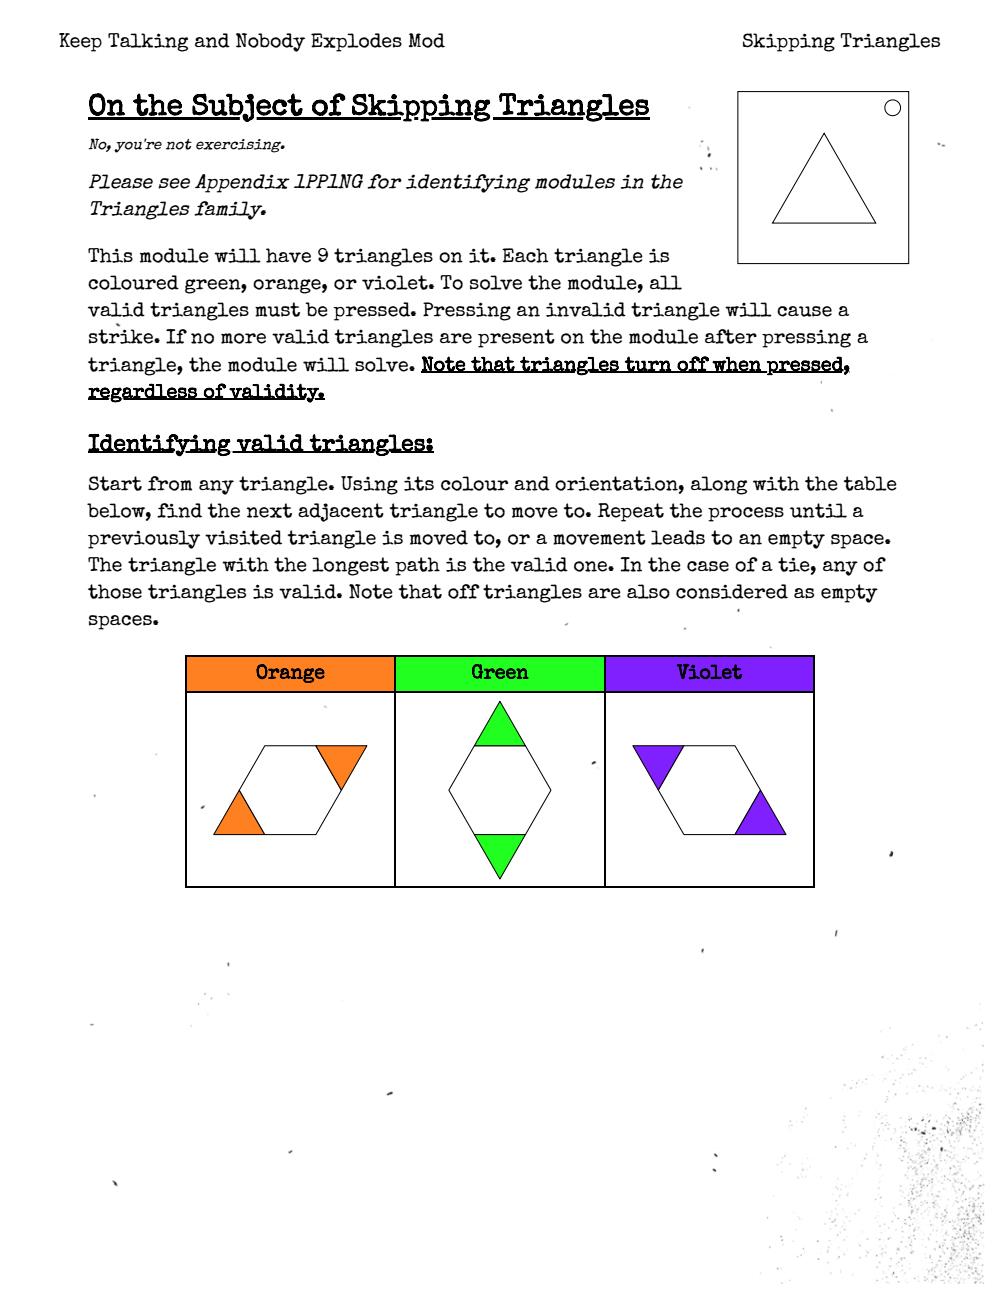 Keep Talking and Nobody Explodes Mod
Skipping Triangles
On the Subject of Skipping Triangles
No, you're not exercising.
Please see Appendix 1PP1NG for identifying modules in the
Triangles family.
This module will have 9 triangles on it. Each triangle is
coloured green, orange, or violet. To solve the module, all
valid triangles must be pressed. Pressing an invalid triangle will cause a
strike. If no more valid triangles are present on the module after pressing a
triangle, the module will solve. Note that triangles turn off when pressed,
regardless of validity.
Identifying valid triangles:
Start from any triangle. Using its colour and orientation, along with the table
below, find the next adjacent triangle to move to. Repeat the process until a
previously visited triangle is moved to, or a movement leads to an empty space.
The triangle with the longest path is the valid one. In the case of a tie, any of
those triangles is valid. Note that off triangles are also considered as empty
spaces.
Orange
Green
Violet